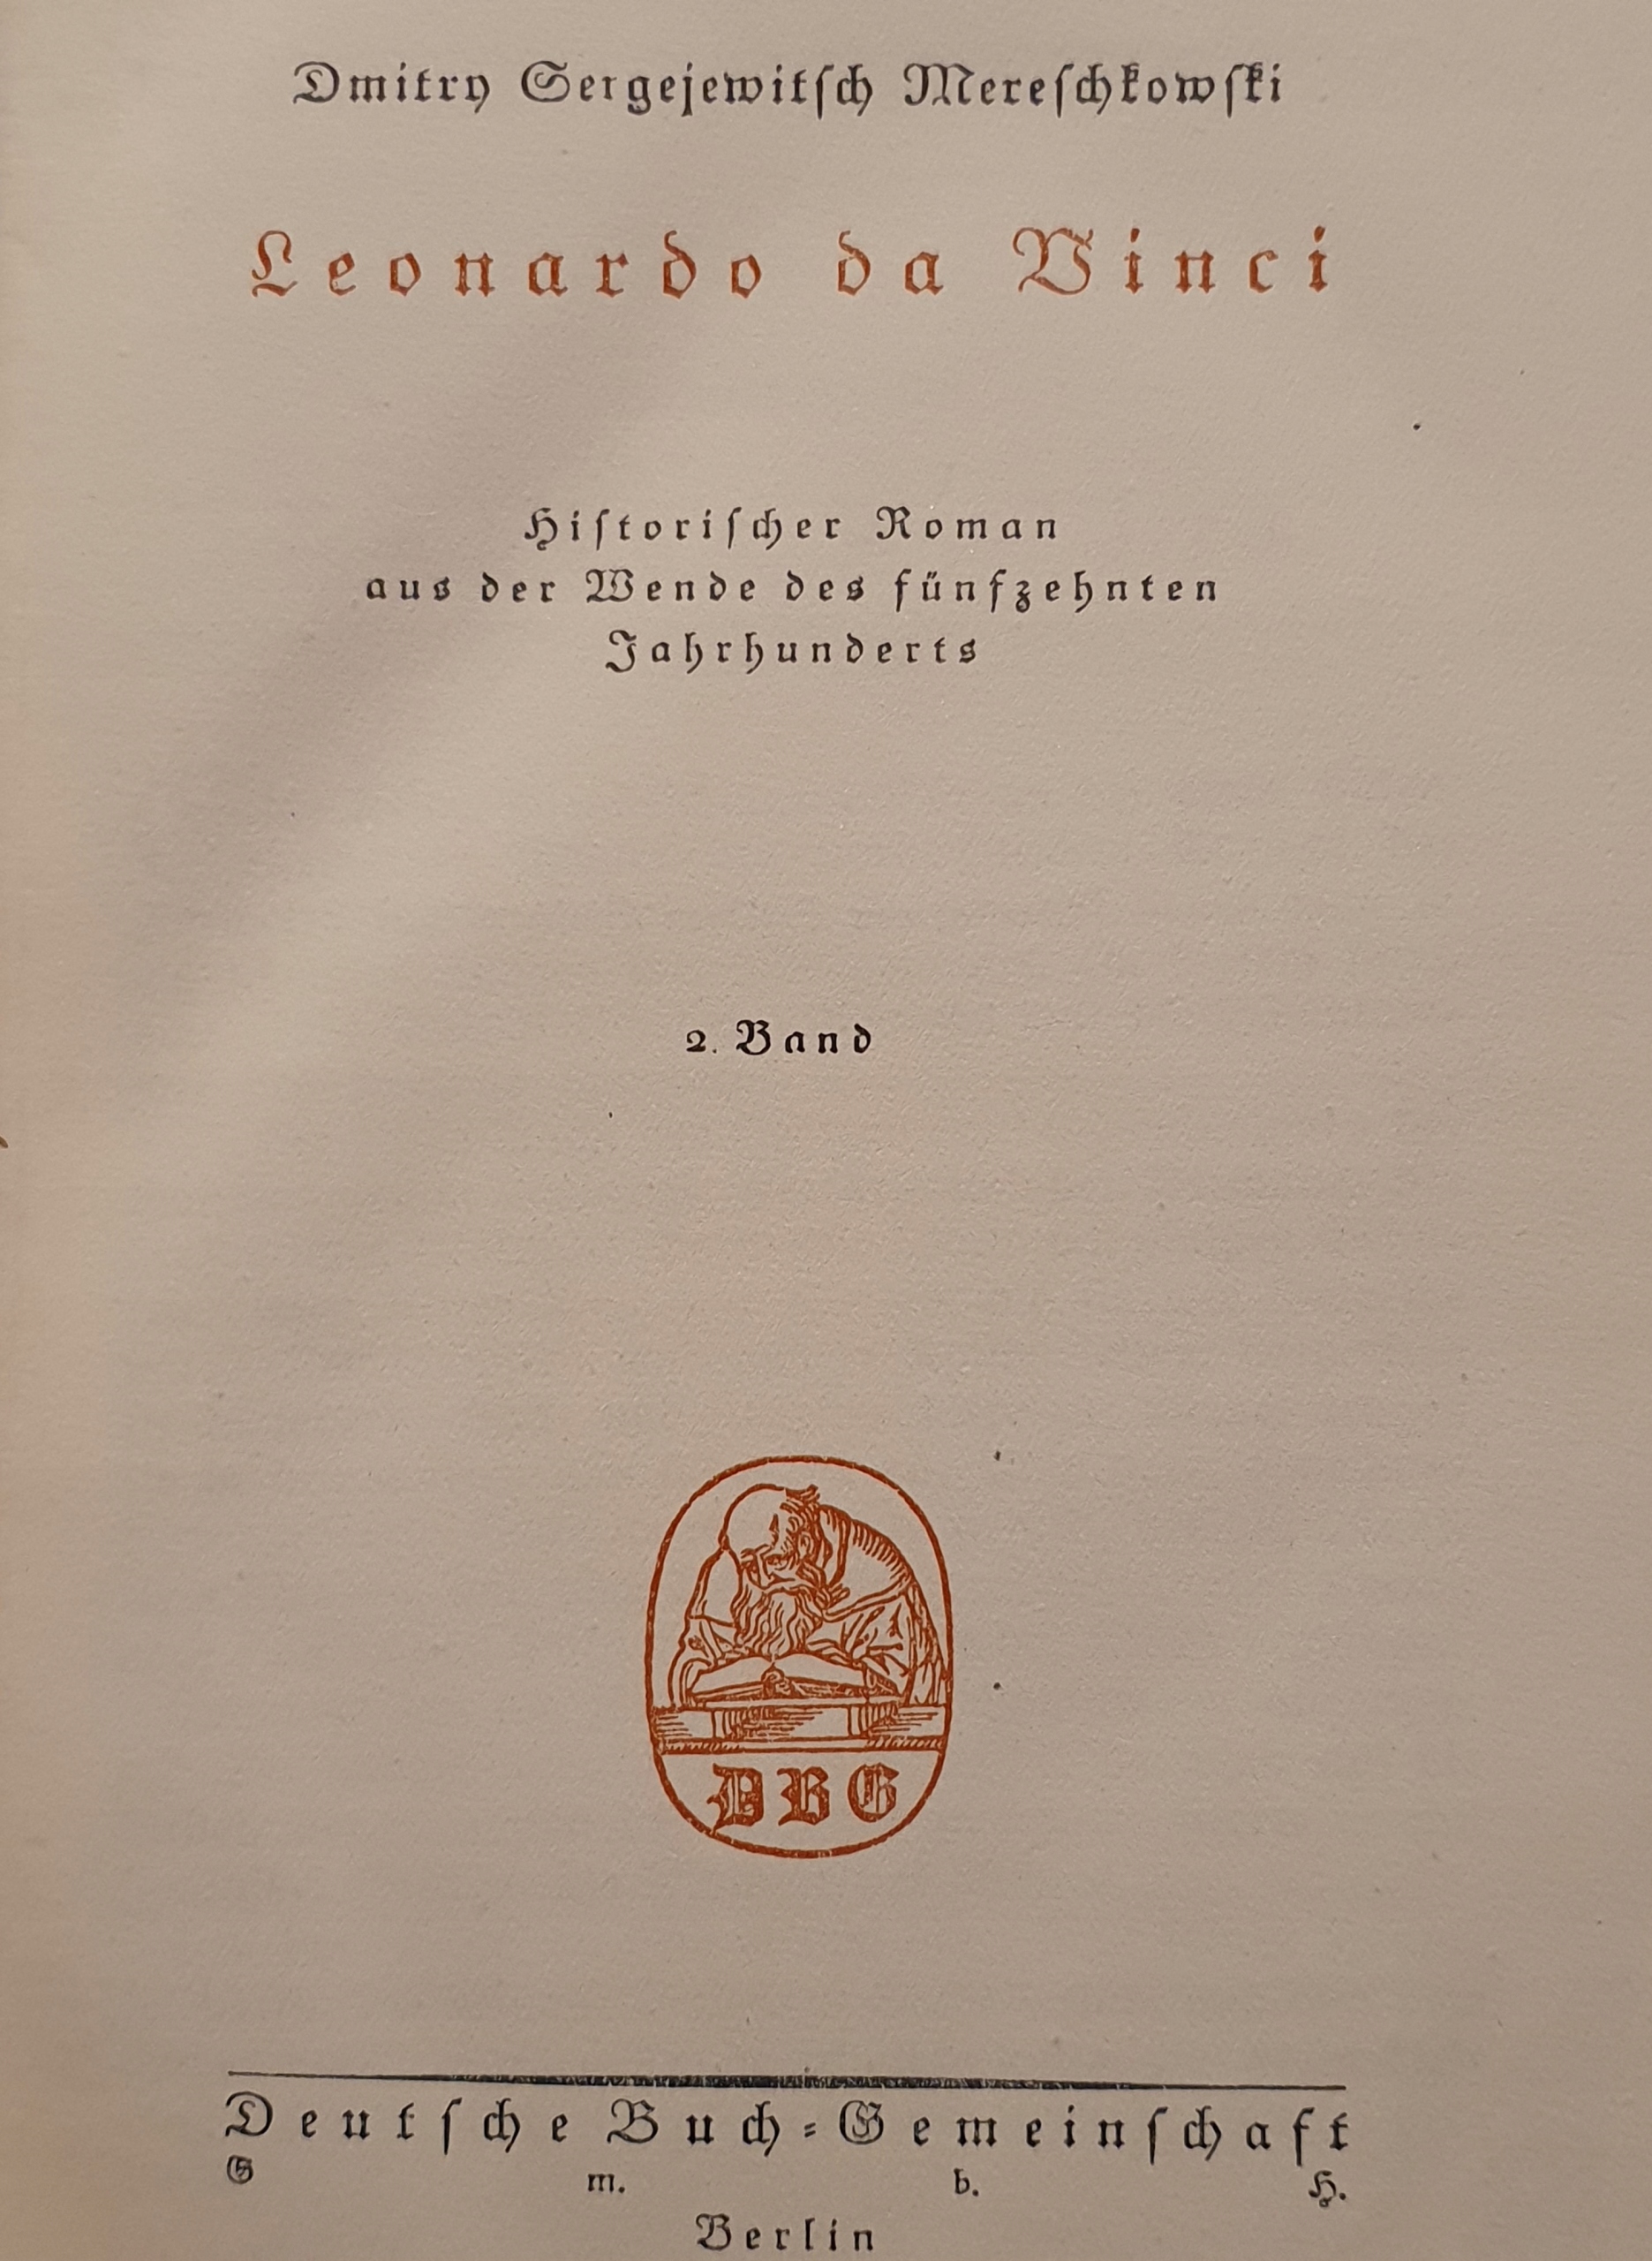 Dmitry Sergejewitſch Mereſchkowſki
Leonardo da Vinci
Hiſtoriſcher Roman
aus der Wende des fünfzehnten
Jahrhunderts
2. Band
DBG
Deutſche Buch-Gemeinſchaft
G m. b. H.
Berlin